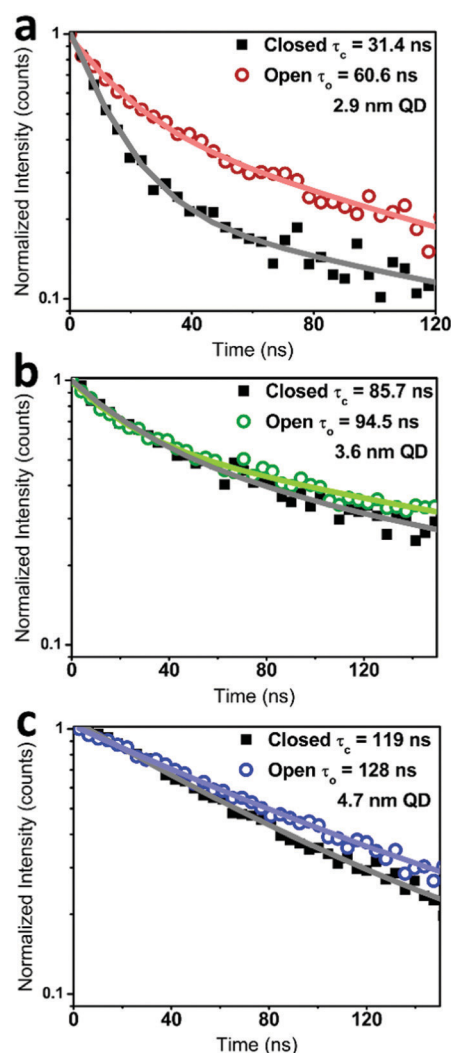 a
1
Closed τc = 31.4 ns
Open τo = 60.6 ns
2.9 nm QD
Normalized Intensity (counts)
0.1
0 40 80 120
Time (ns)
b
1
Closed τc = 85.7 ns
Open τo = 94.5 ns
3.6 nm QD
Normalized Intensity (counts)
0.1
0 40 80 120
Time (ns)
c
1
Closed τc = 119 ns
Open τo = 128 ns
4.7 nm QD
Normalized Intensity (counts)
0.1
0 40 80 120
Time (ns)